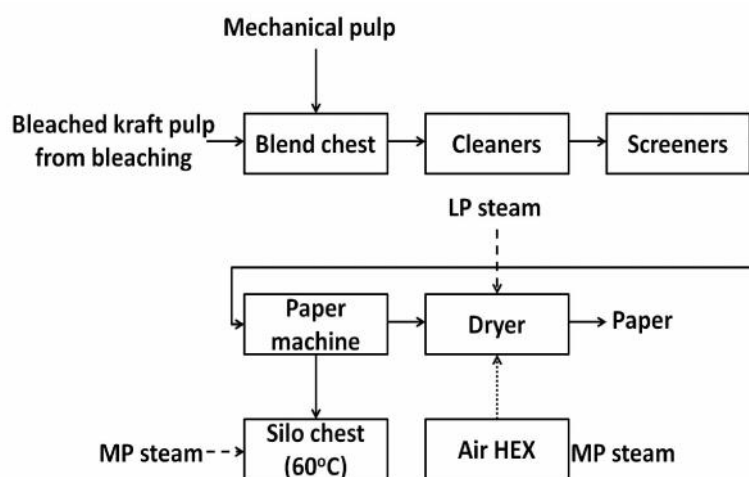 Mechanical pulp
Bleached kraft pulp
from bleaching
Blend chest
Cleaners
Screeners
LP steam
Paper
machine
Dryer
Paper
MP steam
Silo chest
(60°C)
Air HEX
MP steam